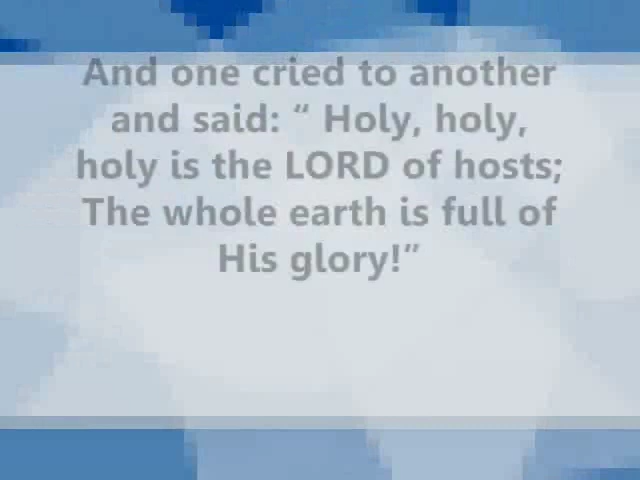 And one cried to another
and said: “ Holy, holy,
holy is the LORD of hosts;
The whole earth is full of
His glory!”